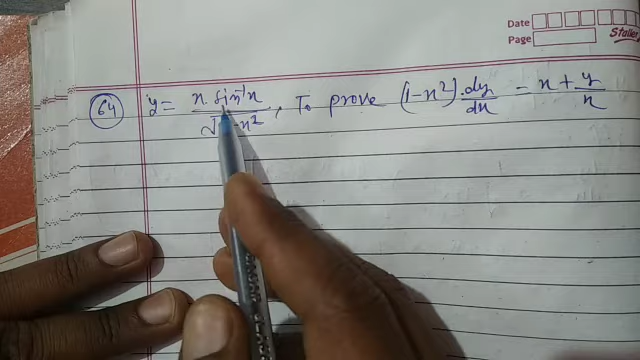 Date
Page
64 y = x. sin⁻¹x / √1-x², To prove (1-x²).dy/dx = x + y/x